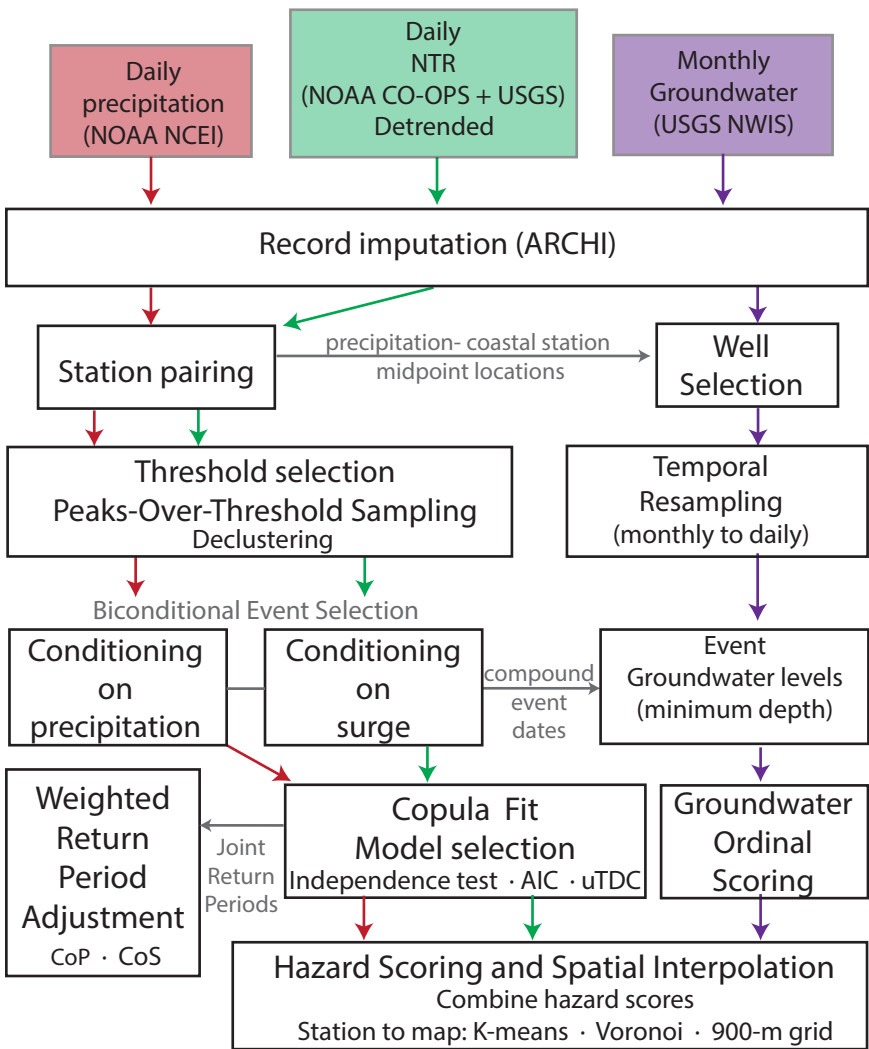 Daily
precipitation
(NOAA NCEI)
Daily
NTR
(NOAA CO-OPS + USGS)
Detrended
Monthly
Groundwater
(USGS NWIS)
Record imputation (ARCHI)
Station pairing
precipitation- coastal station
midpoint locations
Well
Selection
Threshold selection
Peaks-Over-Threshold Sampling
Declustering
Temporal
Resampling
(monthly to daily)
Biconditional Event Selection
Conditioning
on
precipitation
Conditioning
on
surge
compound
event
dates
Event
Groundwater levels
(minimum depth)
Weighted
Return
Period
Adjustment
CoP · CoS
Joint
Return
Periods
Copula Fit
Model selection
Independence test · AIC · uTDC
Groundwater
Ordinal
Scoring
Hazard Scoring and Spatial Interpolation
Combine hazard scores
Station to map: K-means · Voronoi · 900-m grid